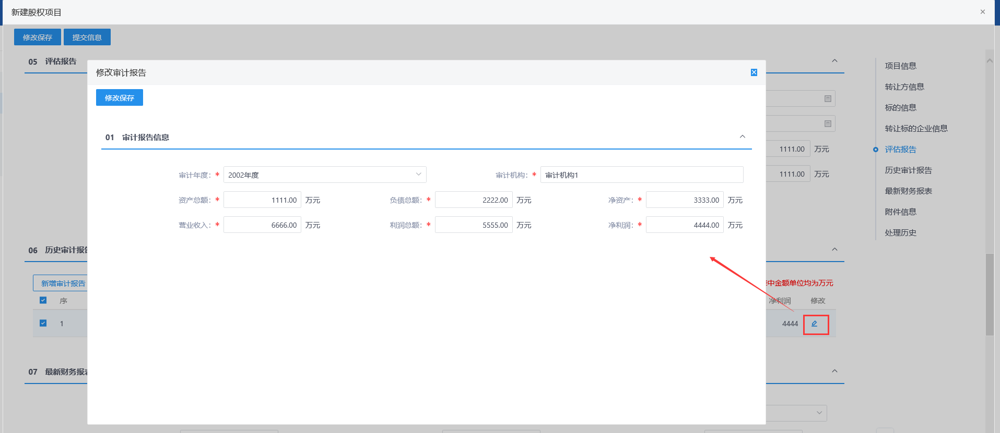 新建股权项目
修改保存 提交信息
05 评估报告
修改审计报告
修改保存
01 审计报告信息
审计年度： * 2002年度 审计机构： * 审计机构1
资产总额： * 1111.00 万元 负债总额： * 2222.00 万元 净资产： * 3333.00 万元
营业收入： * 6666.00 万元 利润总额： * 5555.00 万元 净利润： * 4444.00 万元
1111.00 万元
1111.00 万元
06 历史审计报告
新增审计报告
中金额单位均为万元
序 净利润 修改
1 4444
07 最新财务报表
项目信息
转让方信息
标的信息
转让标的企业信息
评估报告
历史审计报告
最新财务报表
附件信息
处理历史